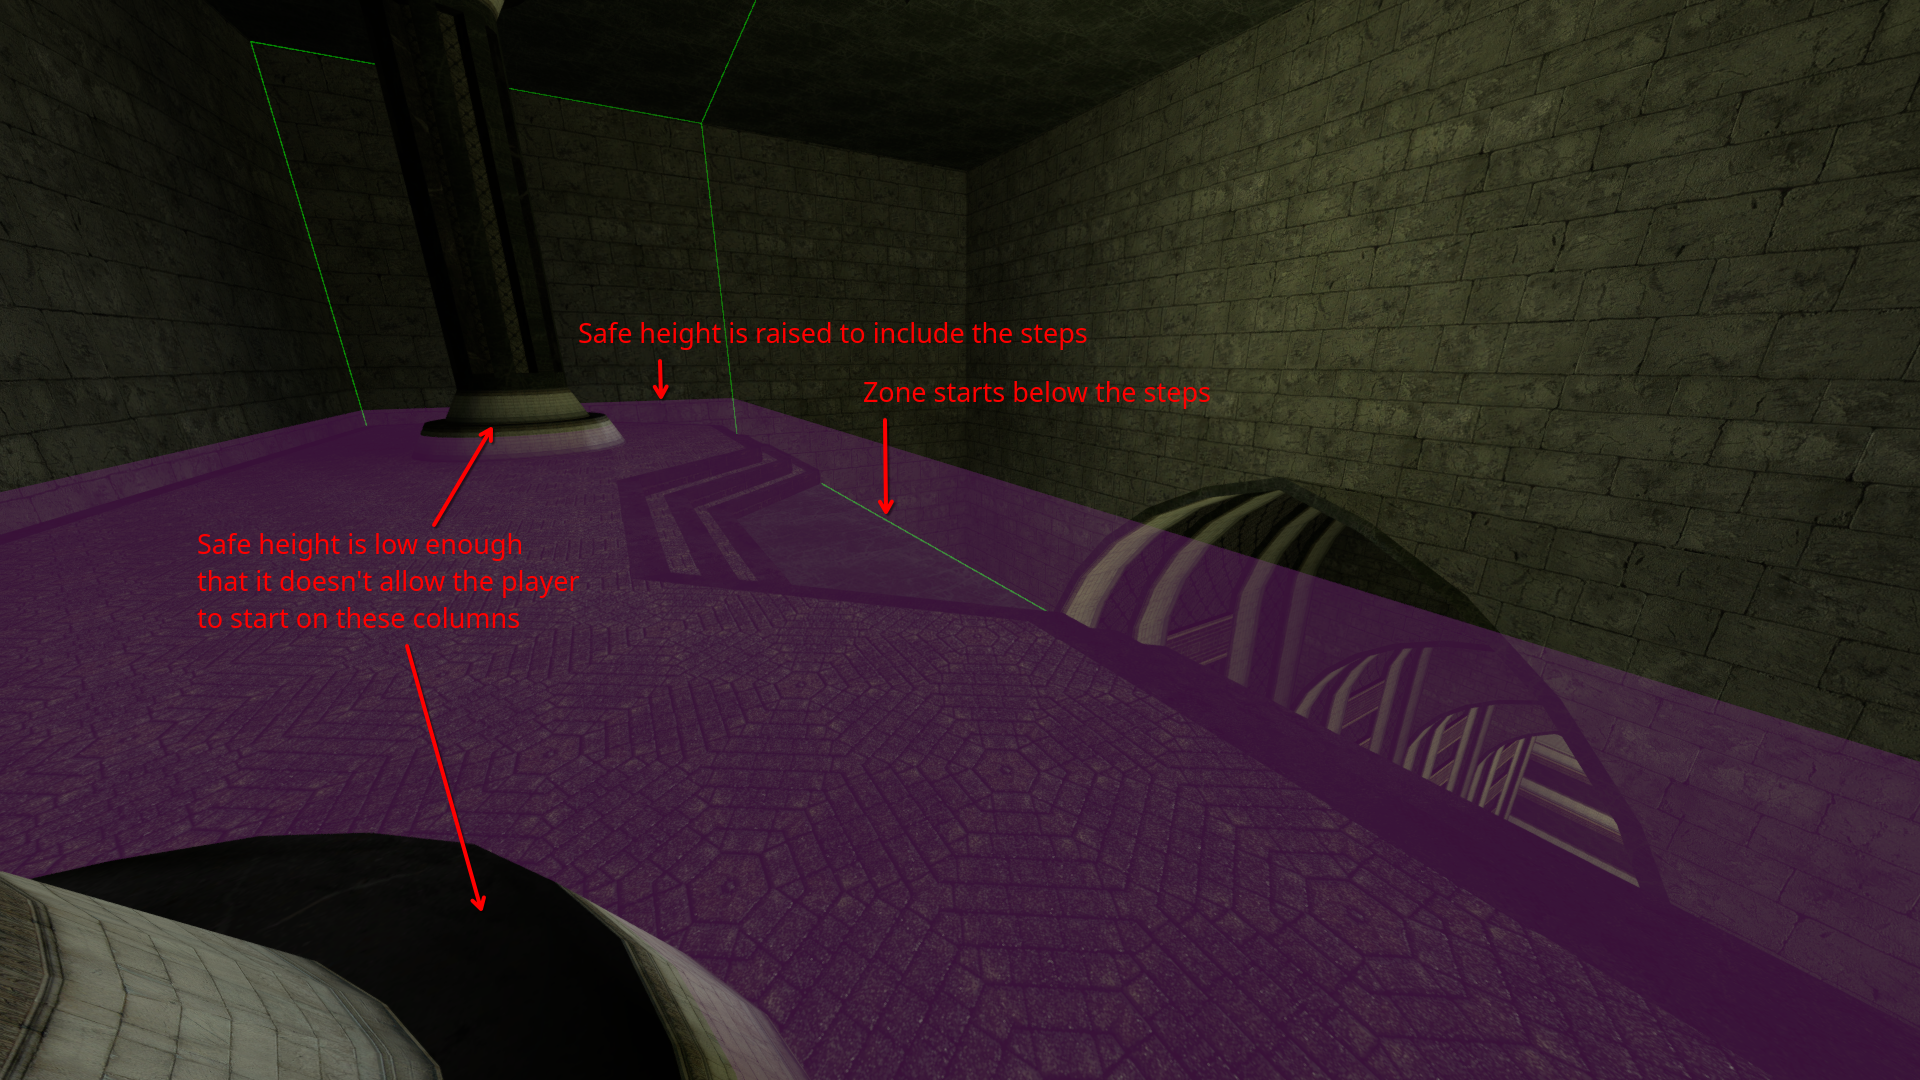 Safe height is raised to include the steps
Zone starts below the steps
Safe height is low enough
that it doesn't allow the player
to start on these columns